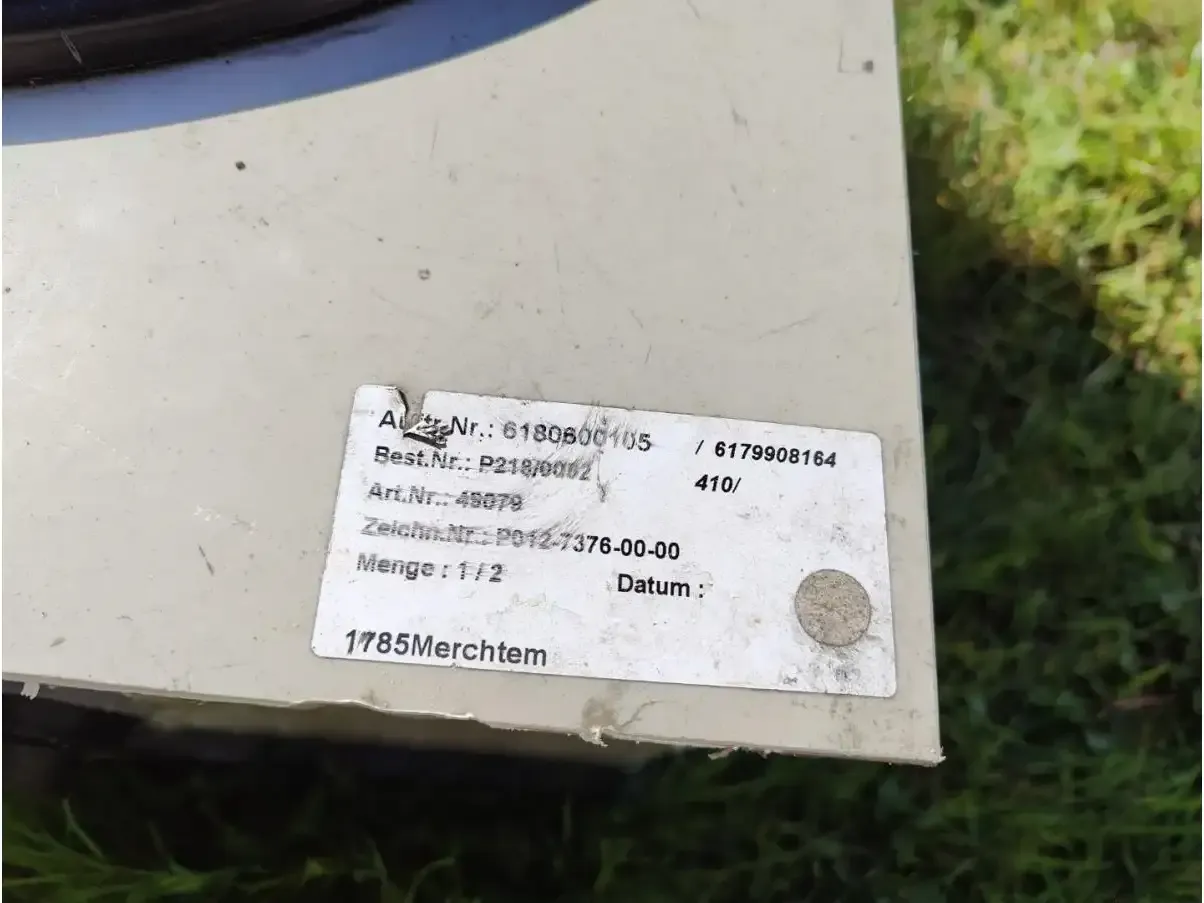 Auftr.Nr.: 6180600105 / 6179908164
Best.Nr.: P218/0002 410/
Art.Nr.: 49079
Zeichn.Nr.: P012-7376-00-00
Menge : 1 / 2 Datum :
1785Merchtem